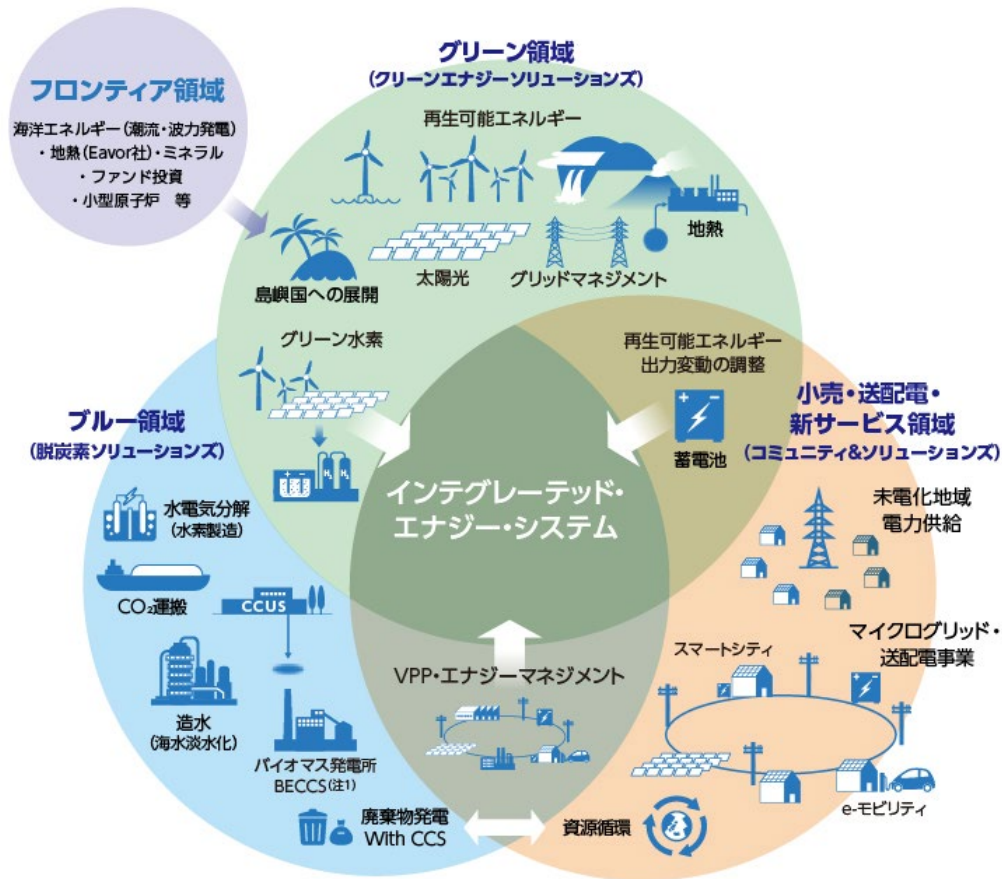 フロンティア領域
海洋エネルギー（潮流・波力発電）
・地熱（Eavor社）・ミネラル
・ファンド投資
・小型原子炉 等
グリーン領域
（クリーンエナジーソリューションズ）
再生可能エネルギー
地熱
太陽光
グリッドマネジメント
島嶼国への展開
グリーン水素
H₂
H₂
再生可能エネルギー
出力変動の調整
蓄電池
ブルー領域
（脱炭素ソリューションズ）
水電気分解
（水素製造）
CO₂運搬
CCUS
造水
（海水淡水化）
バイオマス発電所
BECCS（注1）
廃棄物発電
With CCS
インテグレーテッド・
エナジー・システム
VPP・エナジーマネジメント
小売・送配電・
新サービス領域
（コミュニティ&ソリューションズ）
未電化地域
電力供給
マイクログリッド・
送配電事業
スマートシティ
e-モビリティ
資源循環